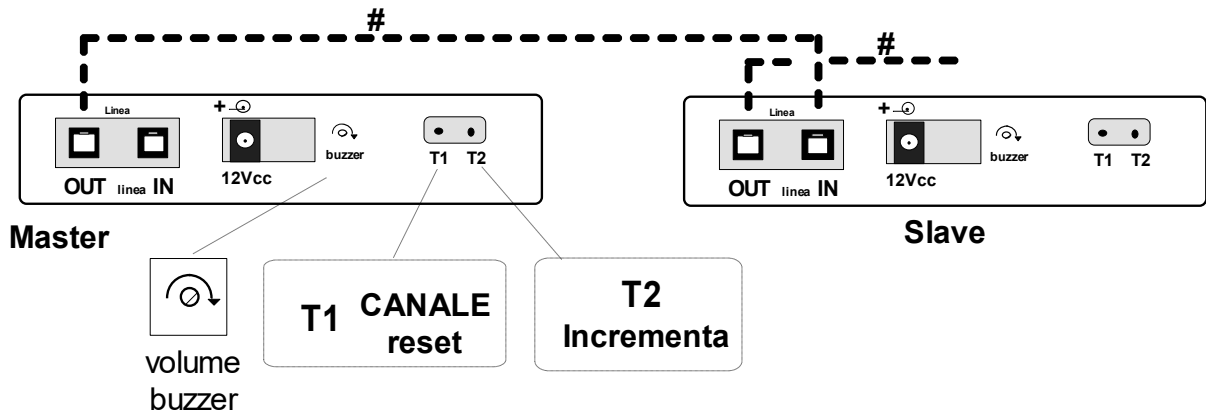 #
#
Linea
+
buzzer
T1 T2
OUT linea IN
12Vcc
Master
Linea
+
buzzer
T1 T2
OUT linea IN
12Vcc
Slave
volume
buzzer
T1 CANALE
reset
T2
Incrementa